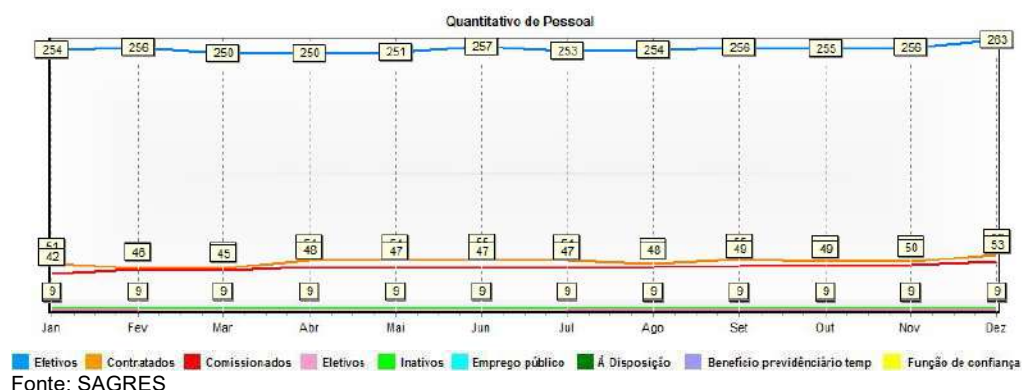 Quantitativo de Pessoal
254 256 250 250 251 257 253 254 256 255 256 263
42 46 45 48 47 47 47 48 49 49 50 53
9 9 9 9 9 9 9 9 9 9 9 9
Jan Fev Mar Abr Mai Jun Jul Ago Set Out Nov Dez
Efetivos Contratados Comissionados Eletivos Inativos Emprego público Á Disposição Benefício previdênciário temp Função de confiança
Fonte: SAGRES